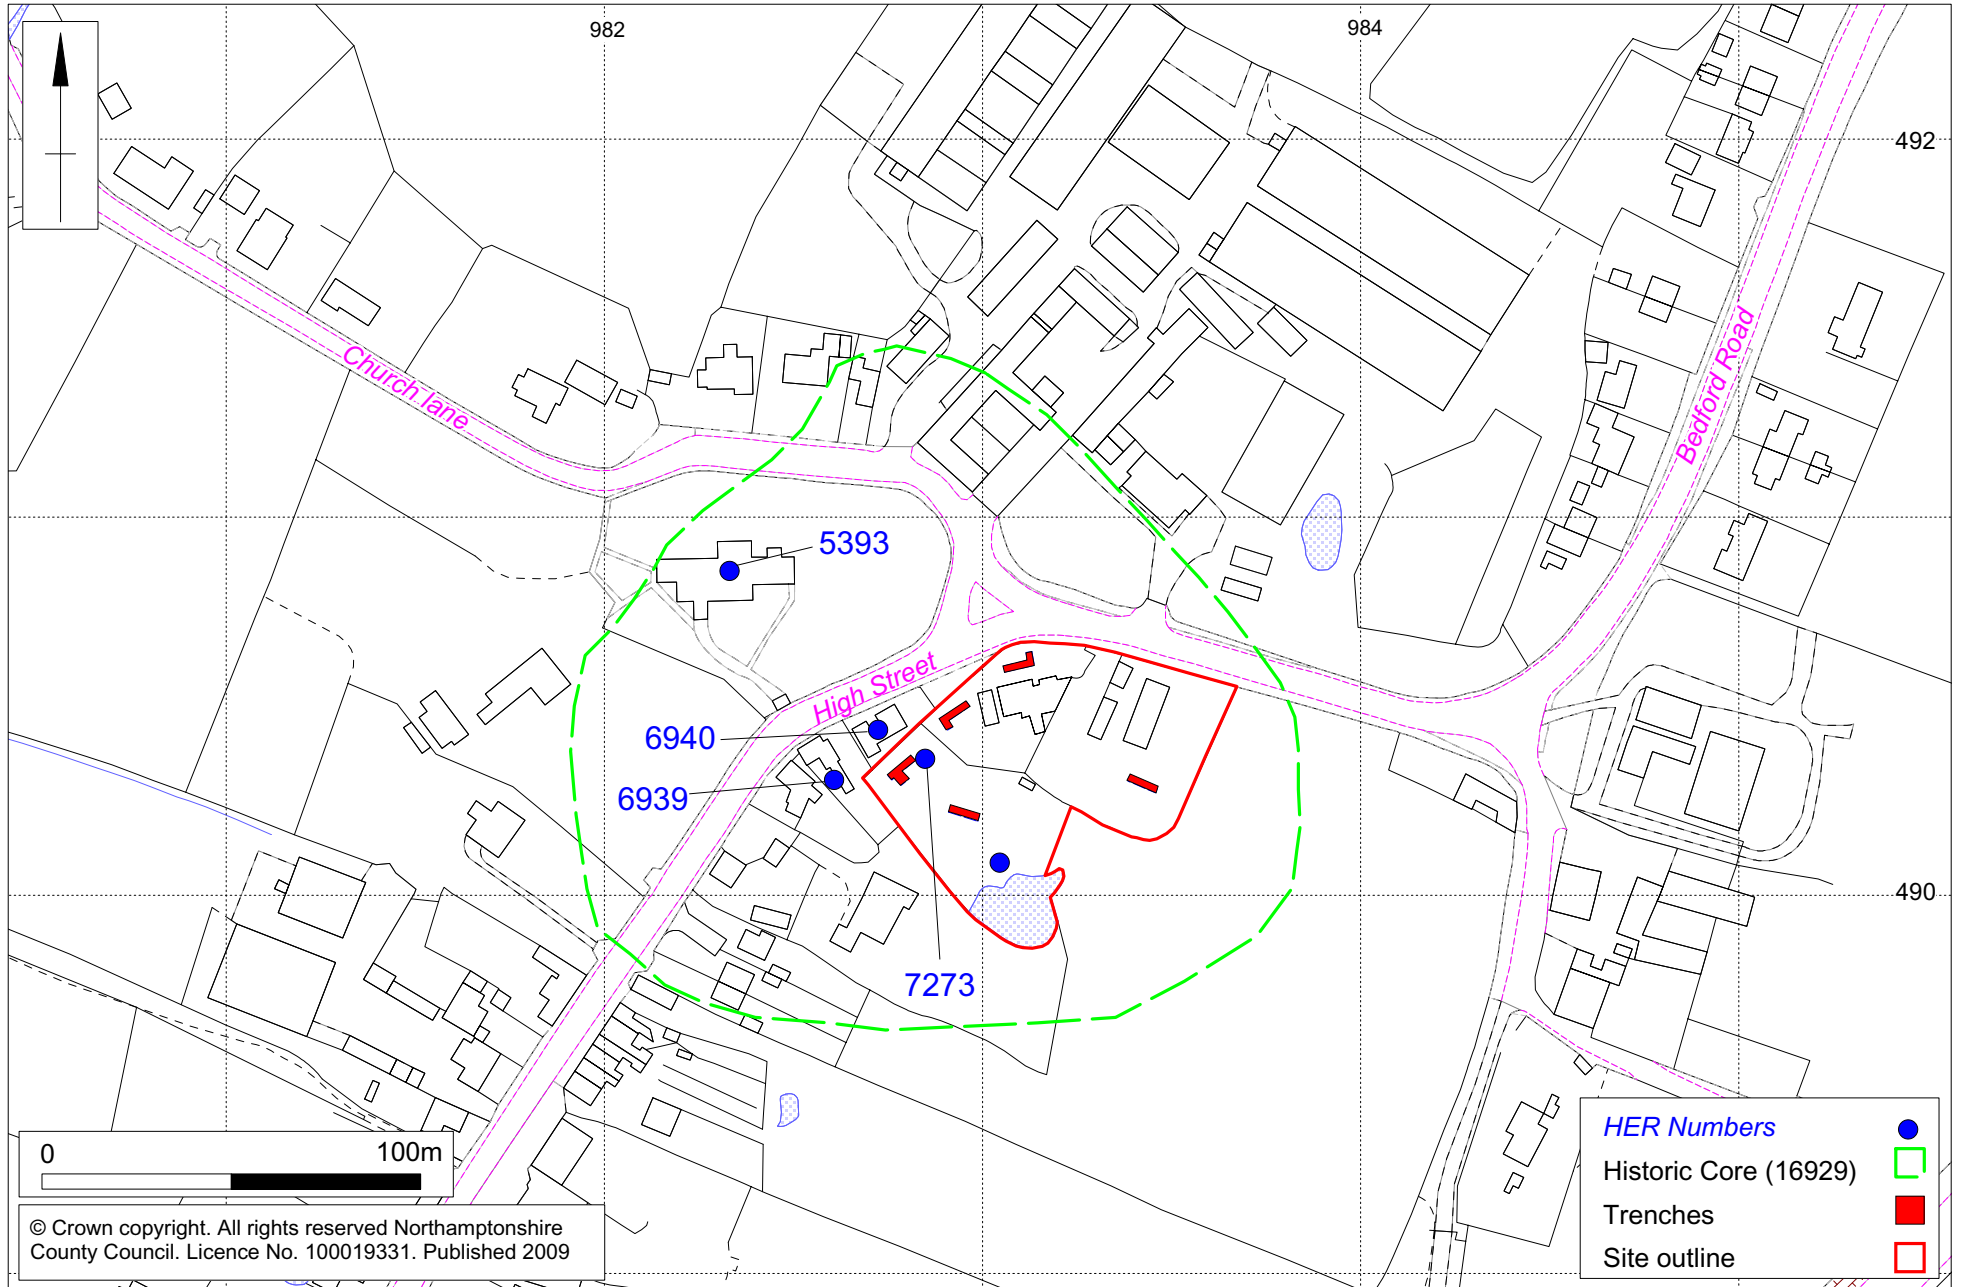 982
984
492
Church lane
Bedford Road
5393
High Street
6940
6939
490
7273
0
100m
HER Numbers
Historic Core (16929)
Trenches
Site outline
© Crown copyright. All rights reserved Northamptonshire
County Council. Licence No. 100019331. Published 2009